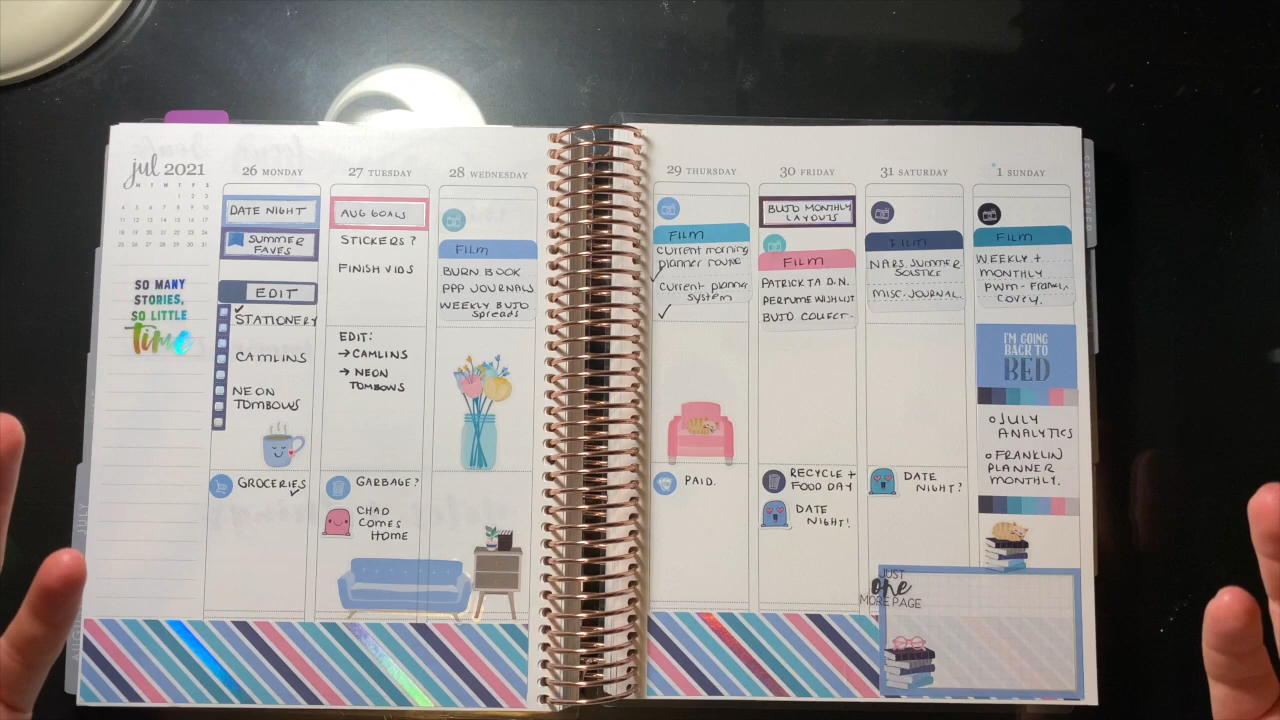 jul 2021
M T W T F S
SO MANY
STORIES,
SO LITTLE
time
26 MONDAY
DATE NIGHT
SUMMER
FAVES
EDIT
STATIONERY
CAMLINS
NEON
TOMBOWS
GROCERIES
27 TUESDAY
AUG GOALS
STICKERS?
FINISH VIDS
EDIT:
→ CAMLINS
→ NEON
TOMBOWS
GARBAGE?
CHAD
COMES
HOME
28 WEDNESDAY
FILM
BURN BOOK
PPP JOURNALS
WEEKLY BUJO
Spreads
29 THURSDAY
FILM
current morning
planner route
current planner
system
PAID.
30 FRIDAY
BUJO MONTHLY
LAYOUTS
FILM
PATRICK TA D.N.
PERFUME WISHLIST
BUJO COLLECT.
RECYCLE +
FOOD DAY
DATE
NIGHT!
31 SATURDAY
FILM
NARS SUMMER
SOLSTICE
MISC. JOURNAL.
DATE
NIGHT?
1 SUNDAY
FILM
WEEKLY +
MONTHLY
PWM - Franklin
COVEY.
I'M GOING
BACK TO
BED
JULY
ANALYTICS
FRANKLIN
PLANNER
MONTHLY.
JUST
one
MORE PAGE
JULY